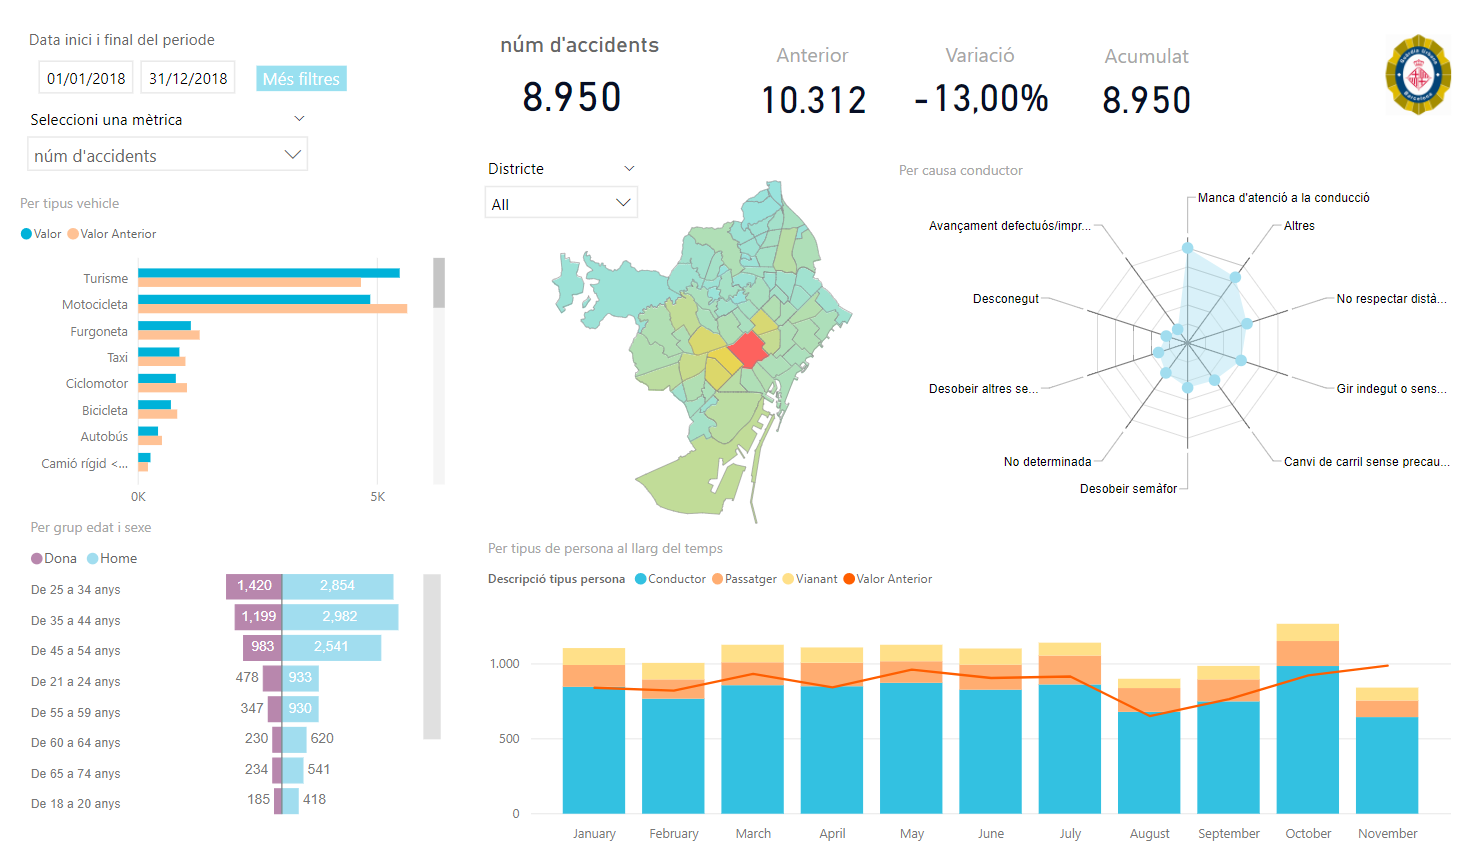 Data inici i final del periode
01/01/2018
31/12/2018
Més filtres
Seleccioni una mètrica
núm d'accidents
núm d'accidents
8.950
Anterior
10.312
Variació
-13,00%
Acumulat
8.950
Guàrdia Urbana
Barcelona
Per tipus vehicle
Valor
Valor Anterior
Turisme
Motocicleta
Furgoneta
Taxi
Ciclomotor
Bicicleta
Autobús
Camió rígid <...
0K
5K
Districte
All
Per causa conductor
Manca d'atenció a la conducció
Altres
No respectar distà...
Gir indegut o sens...
Canvi de carril sense precau...
Desobeir semàfor
No determinada
Desobeir altres se...
Desconegut
Avançament defectuós/impr...
Per grup edat i sexe
Dona
Home
De 25 a 34 anys
1,420
2,854
De 35 a 44 anys
1,199
2,982
De 45 a 54 anys
983
2,541
De 21 a 24 anys
478
933
De 55 a 59 anys
347
930
De 60 a 64 anys
230
620
De 65 a 74 anys
234
541
De 18 a 20 anys
185
418
Per tipus de persona al llarg del temps
Descripció tipus persona
Conductor
Passatger
Vianant
Valor Anterior
1.000
500
0
January
February
March
April
May
June
July
August
September
October
November